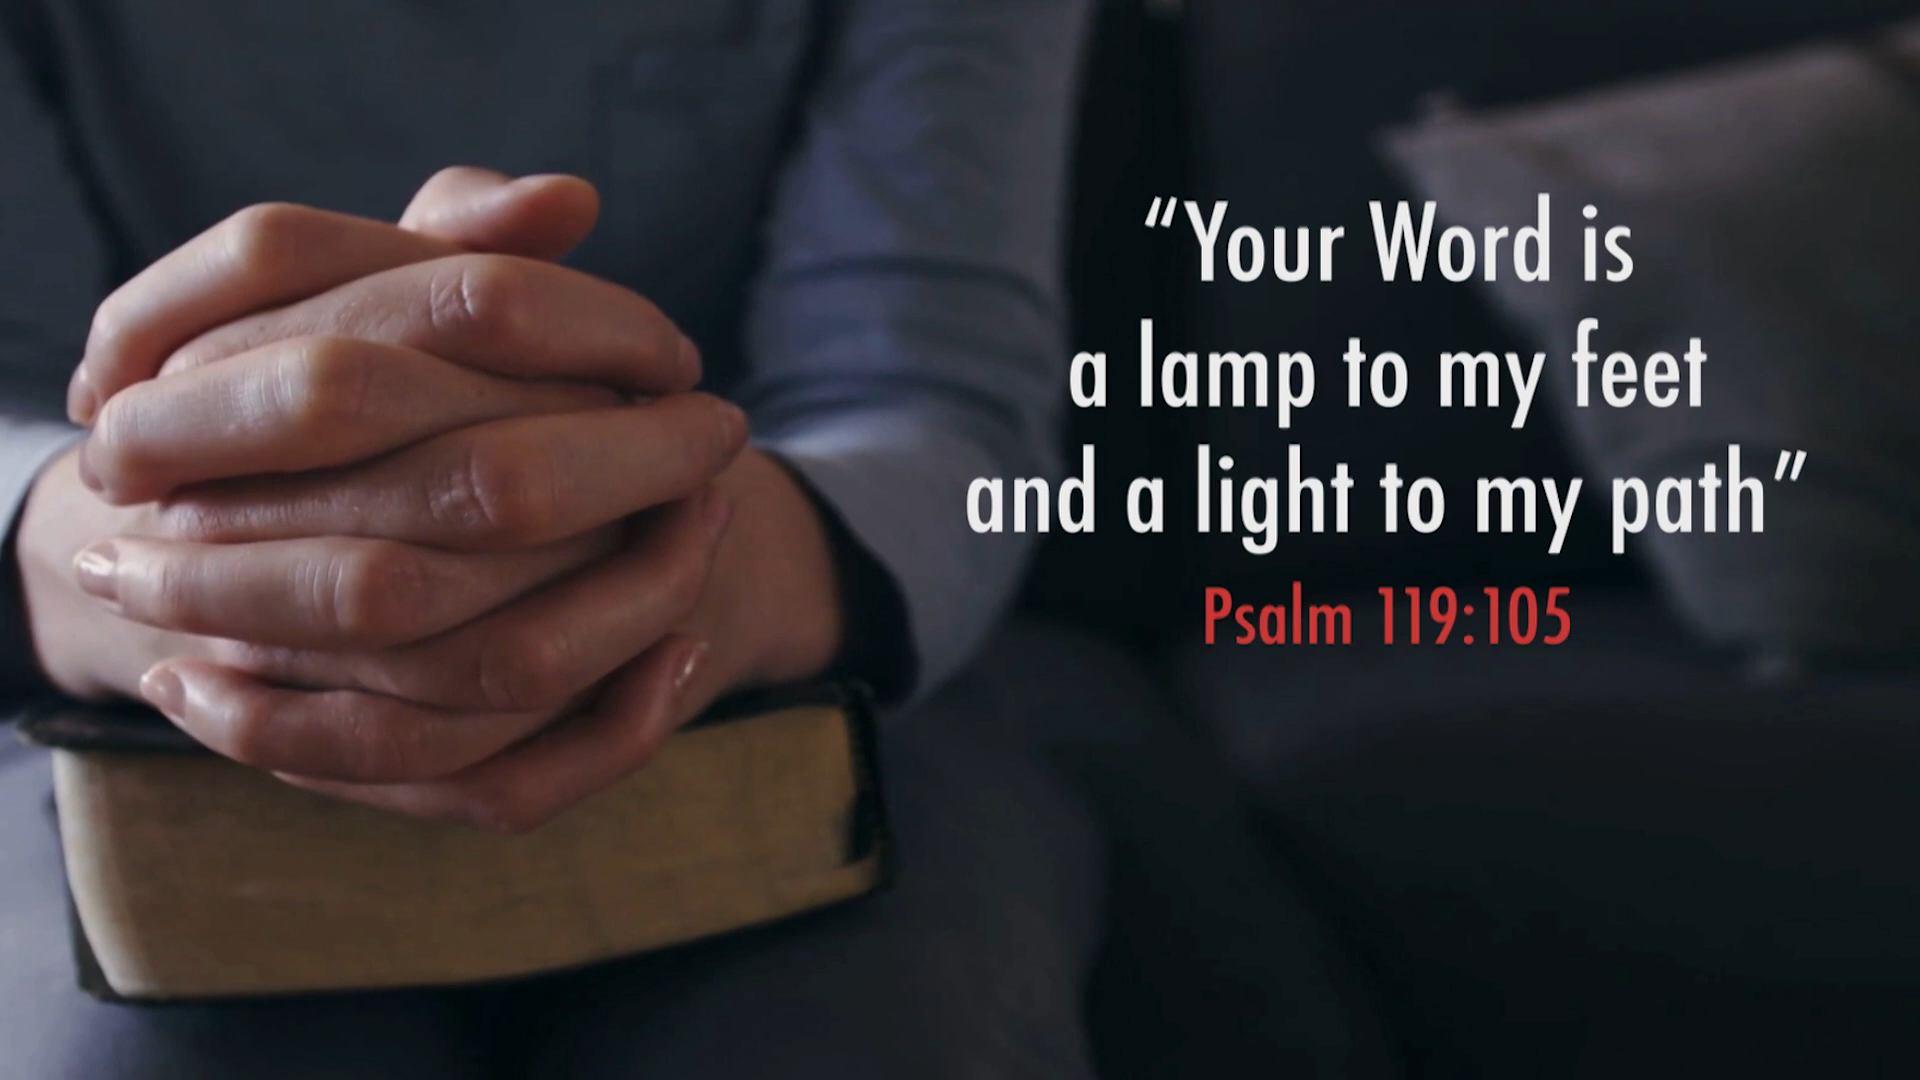 “Your Word is
a lamp to my feet
and a light to my path”
Psalm 119:105